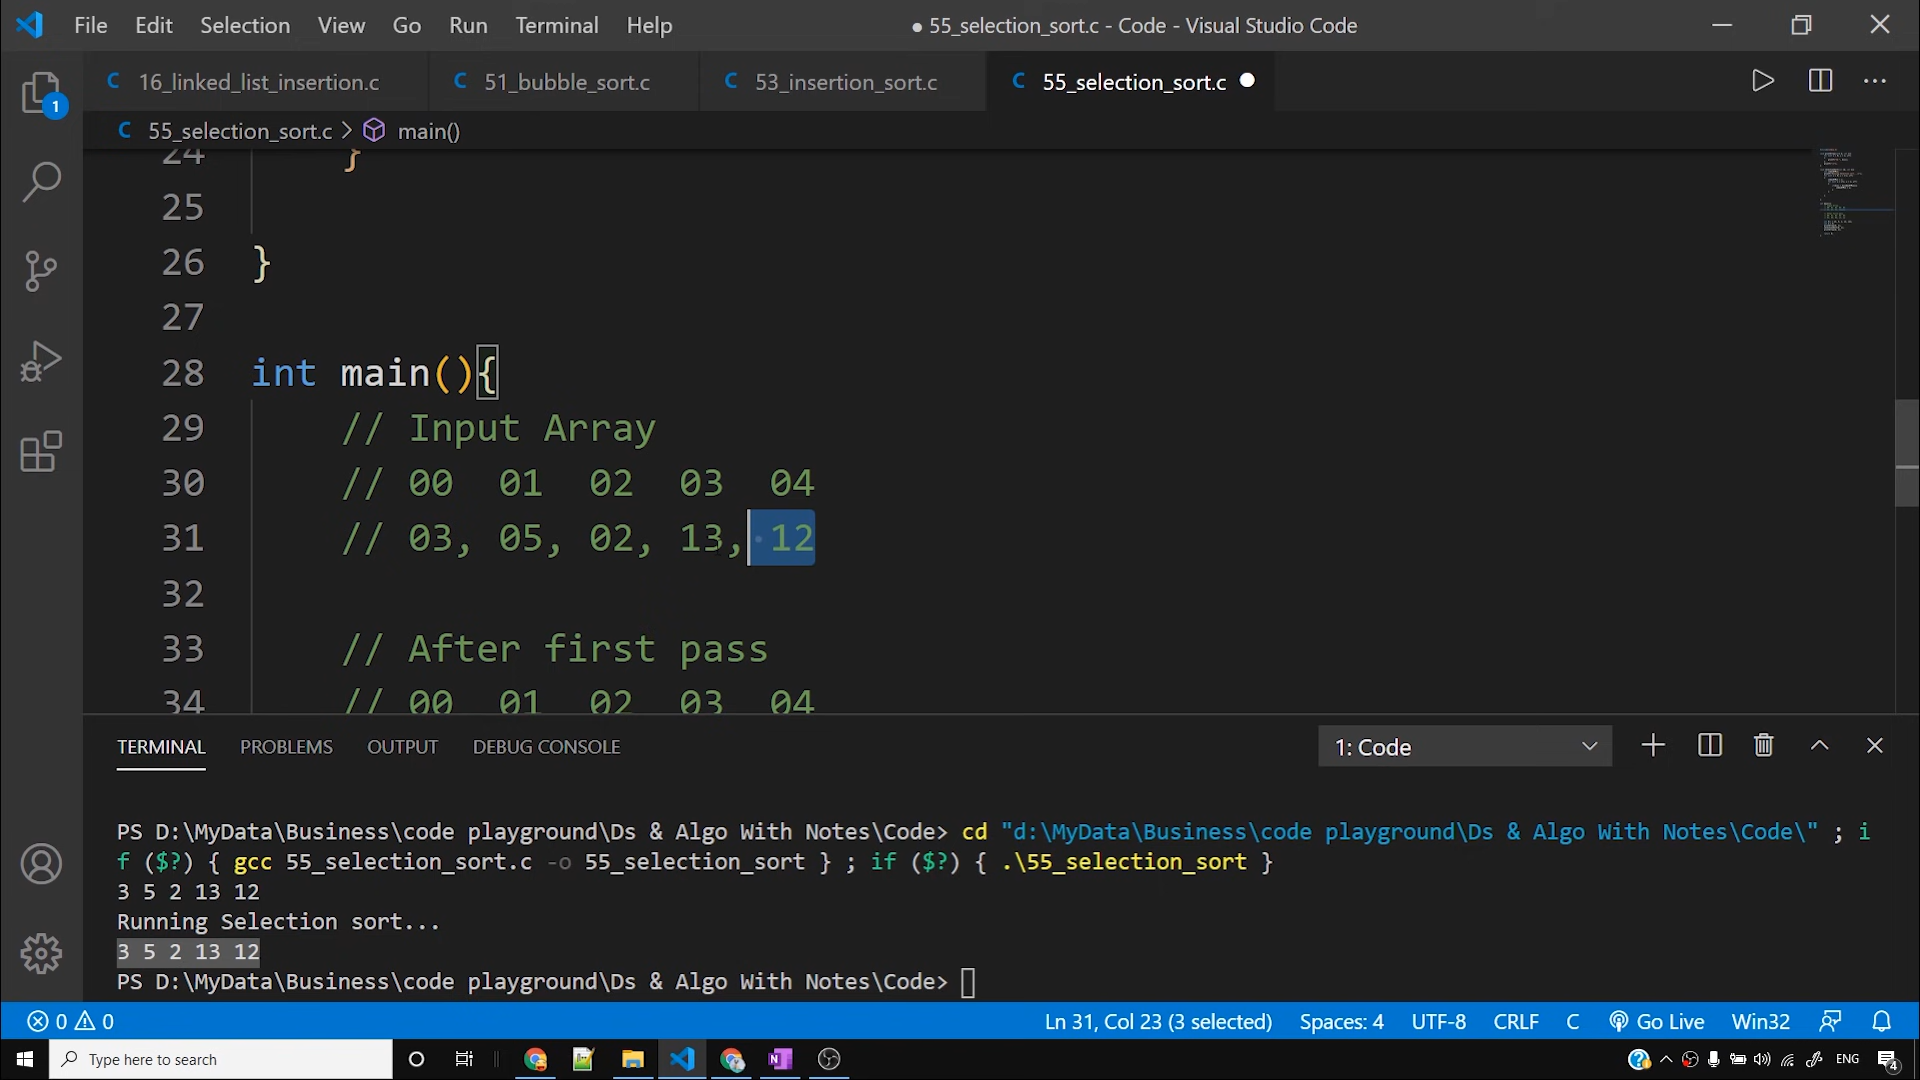 File Edit Selection View Go Run Terminal Help ● 55_selection_sort.c - Code - Visual Studio Code
C 16_linked_list_insertion.c C 51_bubble_sort.c C 53_insertion_sort.c C 55_selection_sort.c ●
1
C 55_selection_sort.c > main()
24 }
25
26 }
27
28 int main(){
29 // Input Array
30 // 00 01 02 03 04
31 // 03, 05, 02, 13, 12
32
33 // After first pass
34 // 00 01 02 03 04
TERMINAL PROBLEMS OUTPUT DEBUG CONSOLE 1: Code
PS D:\MyData\Business\code playground\Ds & Algo With Notes\Code> cd "d:\MyData\Business\code playground\Ds & Algo With Notes\Code\" ; i
f ($?) { gcc 55_selection_sort.c -o 55_selection_sort } ; if ($?) { .\55_selection_sort }
3 5 2 13 12
Running Selection sort...
3 5 2 13 12
PS D:\MyData\Business\code playground\Ds & Algo With Notes\Code>
0 0 Ln 31, Col 23 (3 selected) Spaces: 4 UTF-8 CRLF C Go Live Win32
Type here to search ENG 4